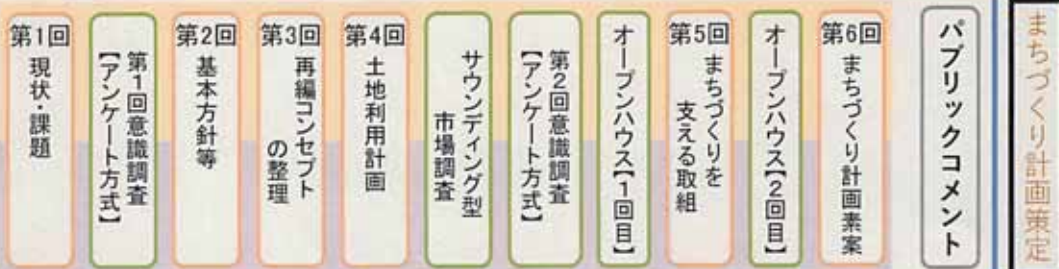 第1回
現状・課題
第1回意識調査
【アンケート方式】
第2回
基本方針等
第3回
再編コンセプト
の整理
第4回
土地利用計画
サウンディング型
市場調査
第2回意識調査
【アンケート方式】
オープンハウス【1回目】
第5回
まちづくりを
支える取組
オープンハウス【2回目】
第6回
まちづくり計画素案
パブリックコメント
まちづくり計画策定